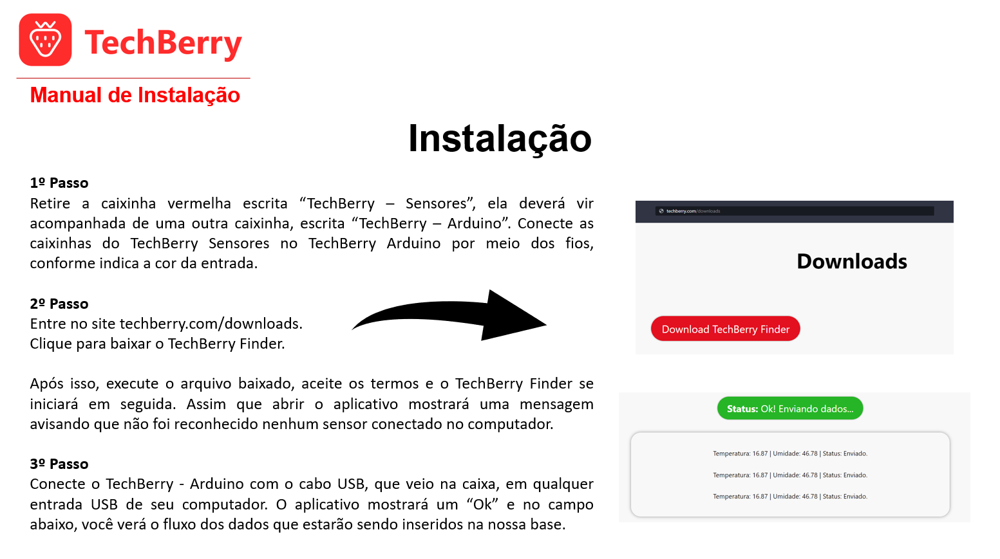 TechBerry
Manual de Instalação
Instalação
1º Passo
Retire a caixinha vermelha escrita “TechBerry – Sensores”, ela deverá vir
acompanhada de uma outra caixinha, escrita “TechBerry – Arduino”. Conecte as
caixinhas do TechBerry Sensores no TechBerry Arduino por meio dos fios,
conforme indica a cor da entrada.
2º Passo
Entre no site techberry.com/downloads.
Clique para baixar o TechBerry Finder.
Após isso, execute o arquivo baixado, aceite os termos e o TechBerry Finder se
iniciará em seguida. Assim que abrir o aplicativo mostrará uma mensagem
avisando que não foi reconhecido nenhum sensor conectado no computador.
3º Passo
Conecte o TechBerry - Arduino com o cabo USB, que veio na caixa, em qualquer
entrada USB de seu computador. O aplicativo mostrará um “Ok” e no campo
abaixo, você verá o fluxo dos dados que estarão sendo inseridos na nossa base.
techberry.com/downloads
Downloads
Download TechBerry Finder
Status: Ok! Enviando dados...
Temperatura: 16.87 | Umidade: 46.78 | Status: Enviado.
Temperatura: 16.87 | Umidade: 46.78 | Status: Enviado.
Temperatura: 16.87 | Umidade: 46.78 | Status: Enviado.